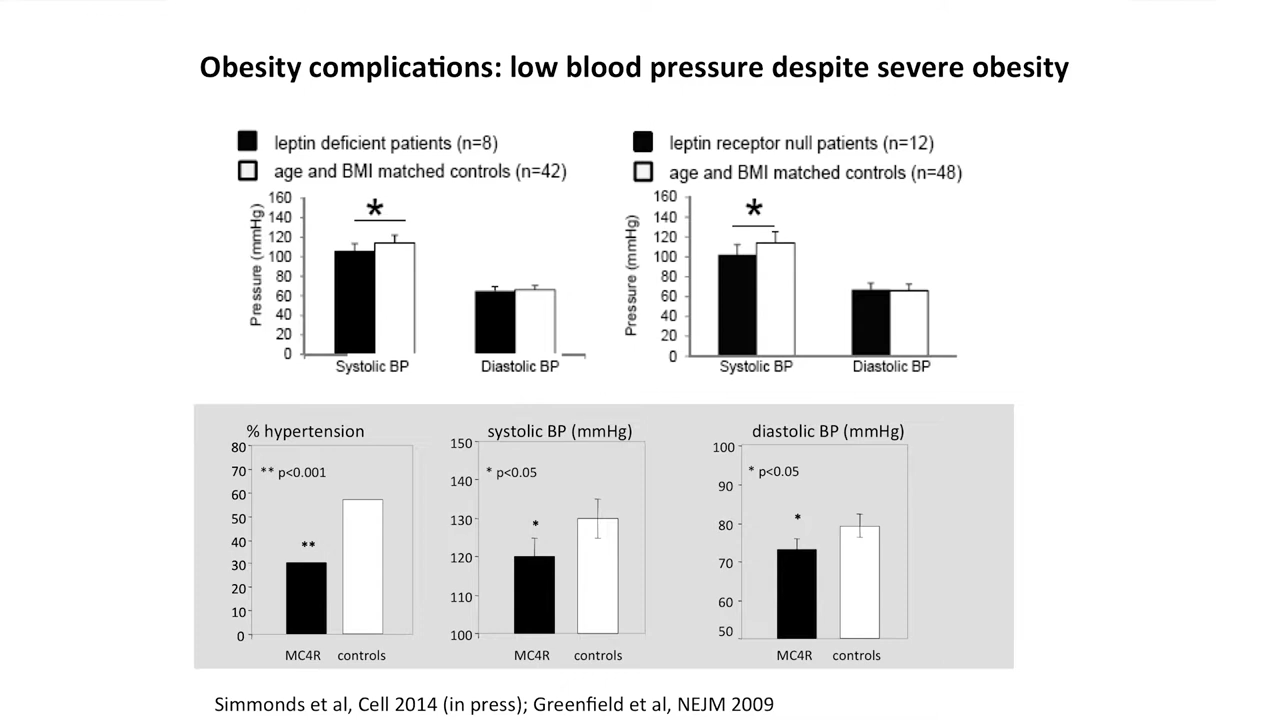 Obesity complications: low blood pressure despite severe obesity
leptin deficient patients (n=8)
age and BMI matched controls (n=42)
Pressure (mmHg)
160
140
120
100
80
60
40
20
0
*
Systolic BP
Diastolic BP
leptin receptor null patients (n=12)
age and BMI matched controls (n=48)
Pressure (mmHg)
160
140
120
100
80
60
40
20
0
*
Systolic BP
Diastolic BP
% hypertension
80
70
60
50
40
30
20
10
0
** p<0.001
**
MC4R
controls
systolic BP (mmHg)
150
140
130
120
110
100
* p<0.05
*
MC4R
controls
diastolic BP (mmHg)
100
90
80
70
60
50
* p<0.05
*
MC4R
controls
Simmonds et al, Cell 2014 (in press); Greenfield et al, NEJM 2009